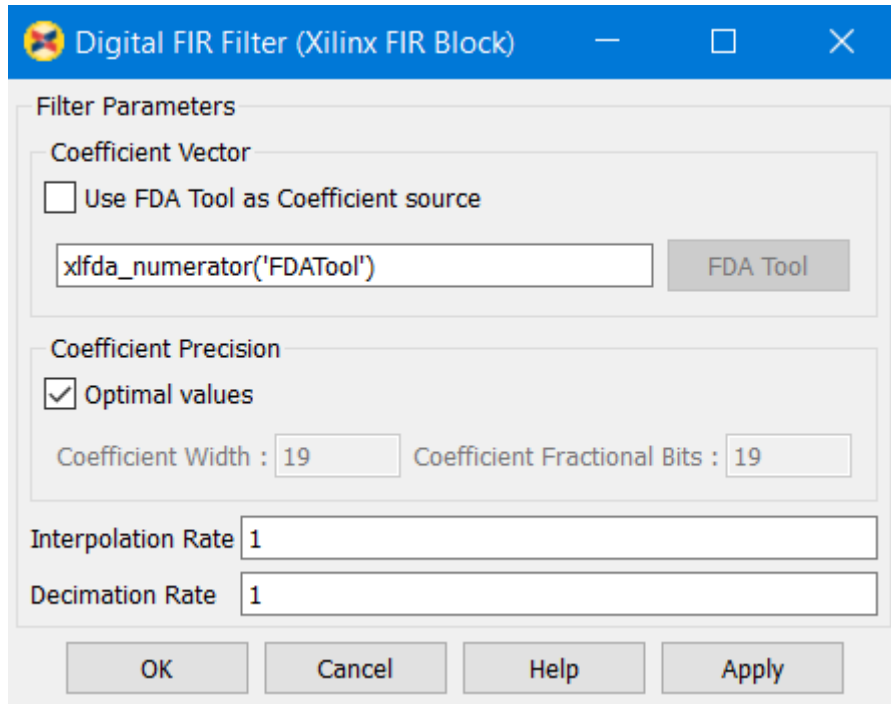 Digital FIR Filter (Xilinx FIR Block)
Filter Parameters
Coefficient Vector
Use FDA Tool as Coefficient source
xlfda_numerator('FDATool')
FDA Tool
Coefficient Precision
Optimal values
Coefficient Width : 19 Coefficient Fractional Bits : 19
Interpolation Rate 1
Decimation Rate 1
OK Cancel Help Apply